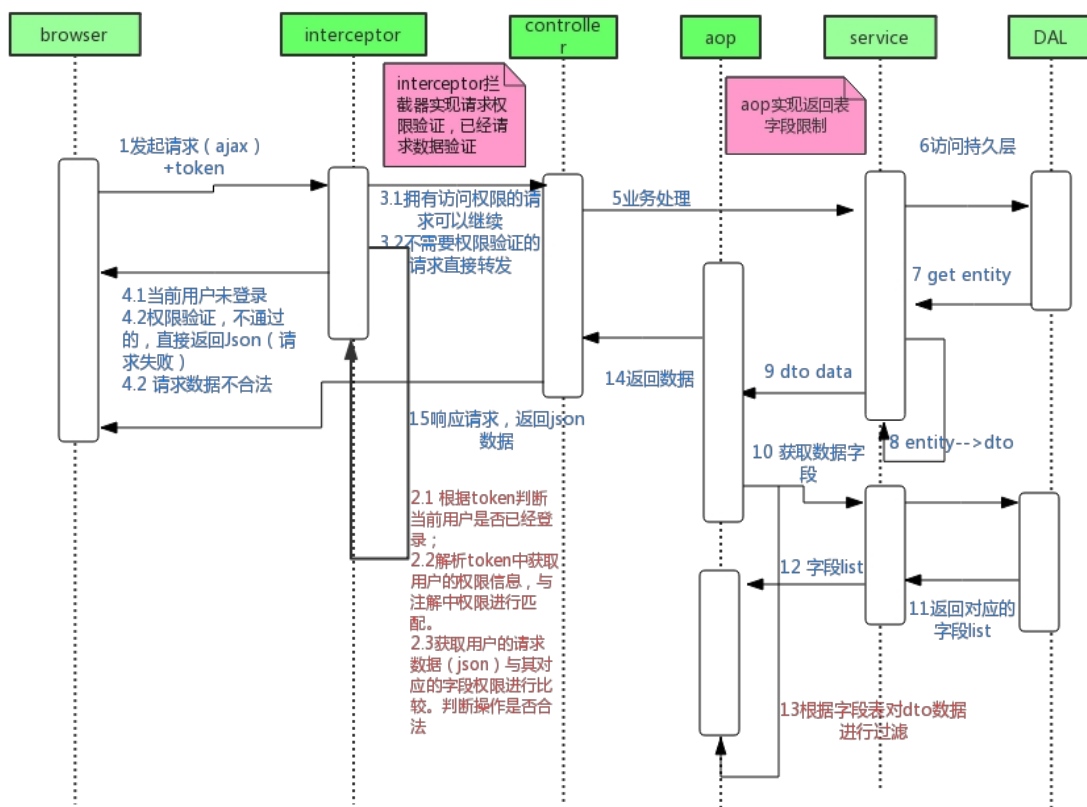 browser
interceptor
controlle
r
aop
service
DAL
interceptor拦
截器实现请求权
限验证，已经请
求数据验证
aop实现返回表
字段限制
1发起请求（ajax）
+token
3.1拥有访问权限的请
求可以继续
3.2不需要权限验证的
请求直接转发
5业务处理
6访问持久层
7 get entity
4.1当前用户未登录
4.2权限验证，不通过
的，直接返回Json（请
求失败）
4.2 请求数据不合法
14返回数据
9 dto data
8 entity-->dto
15响应请求，返回json
数据
10 获取数据字
段
2.1 根据token判断
当前用户是否已经登
录；
2.2解析token中获取
用户的权限信息，与
注解中权限进行匹
配。
2.3获取用户的请求
数据（json）与其对
应的字段权限进行比
较。判断操作是否合
法
12 字段list
11返回对应的
字段list
13根据字段表对dto数据
进行过滤